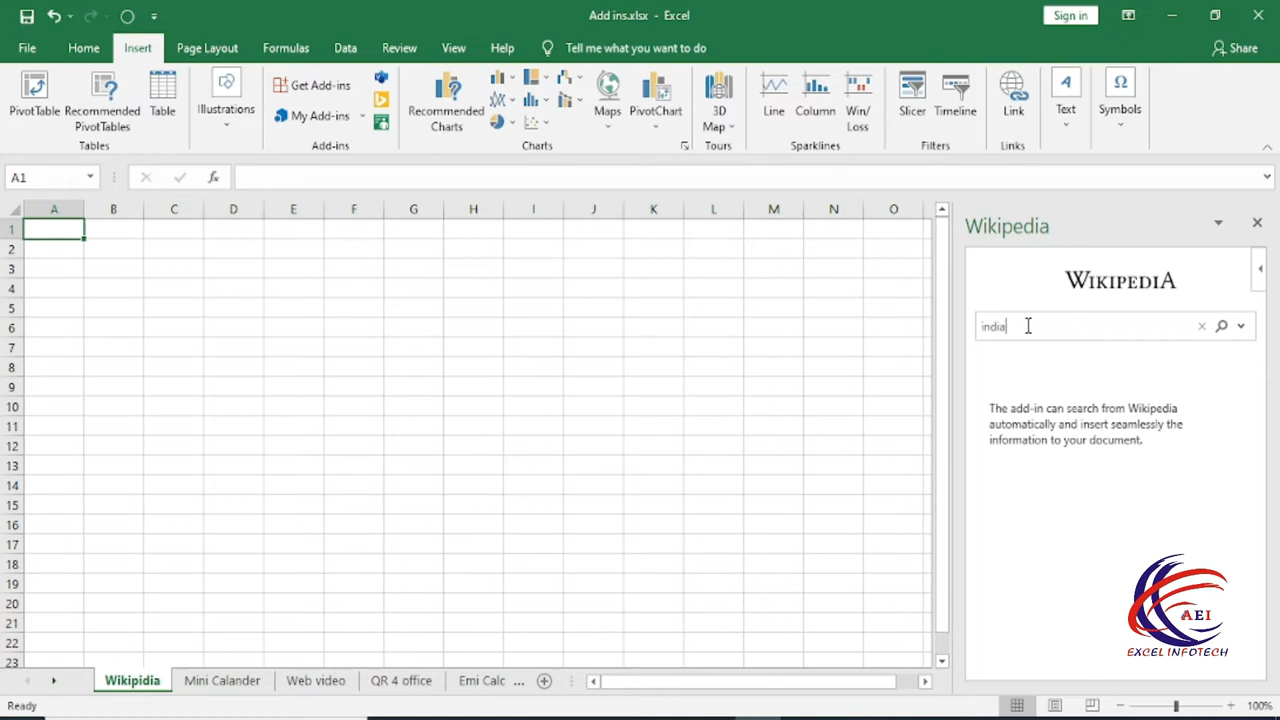 Add ins.xlsx - Excel
Sign in
File Home Insert Page Layout Formulas Data Review View Help Tell me what you want to do Share
PivotTable Recommended PivotTables Table
Tables
Illustrations
Get Add-ins
My Add-ins
Add-ins
Recommended Charts
Maps PivotChart
Charts
3D Map
Tours
Line Column Win/Loss
Sparklines
Slicer Timeline
Filters
Link
Links
Text
Symbols
A1
fx
A B C D E F G H I J K L M N O
1
2
3
4
5
6
7
8
9
10
11
12
13
14
15
16
17
18
19
20
21
22
23
Wikipedia
WIKIPEDIA
india
The add-in can search from Wikipedia
automatically and insert seamlessly the
information to your document.
AEI
EXCEL INFOTECH
Wikipidia Mini Calander Web video QR 4 office Emi Calc ...
Ready
100%